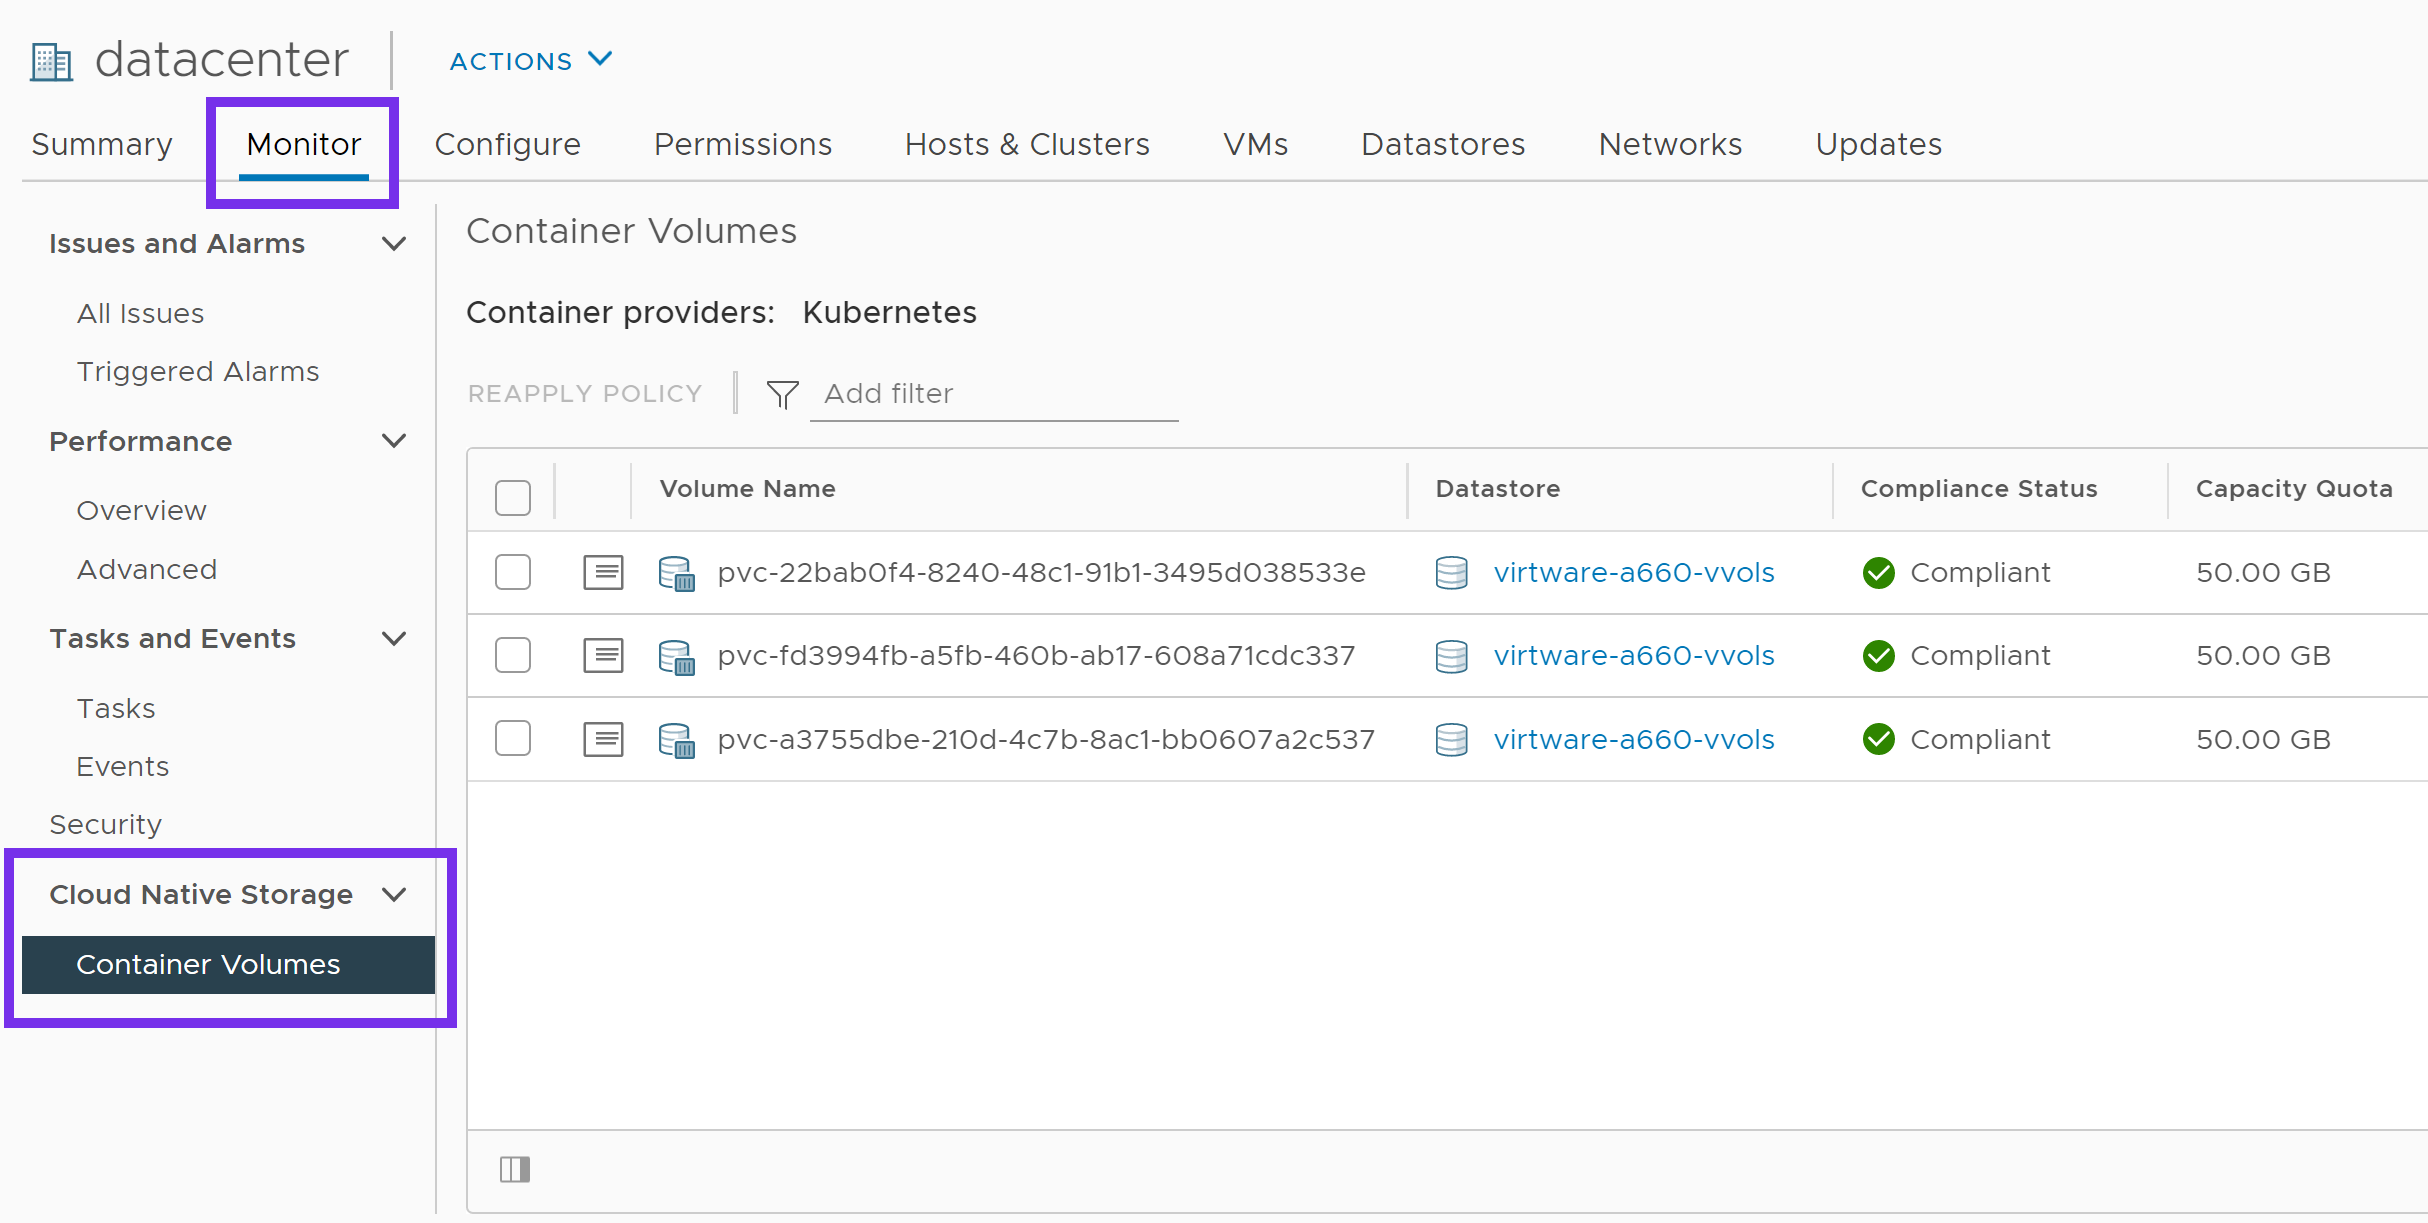 datacenter
ACTIONS
Summary Monitor Configure Permissions Hosts & Clusters VMs Datastores Networks Updates
Issues and Alarms
All Issues
Triggered Alarms
Performance
Overview
Advanced
Tasks and Events
Tasks
Events
Security
Cloud Native Storage
Container Volumes
Container Volumes
Container providers: Kubernetes
REAPPLY POLICY Add filter
Volume Name Datastore Compliance Status Capacity Quota
pvc-22bab0f4-8240-48c1-91b1-3495d038533e virtware-a660-vvols Compliant 50.00 GB
pvc-fd3994fb-a5fb-460b-ab17-608a71cdc337 virtware-a660-vvols Compliant 50.00 GB
pvc-a3755dbe-210d-4c7b-8ac1-bb0607a2c537 virtware-a660-vvols Compliant 50.00 GB